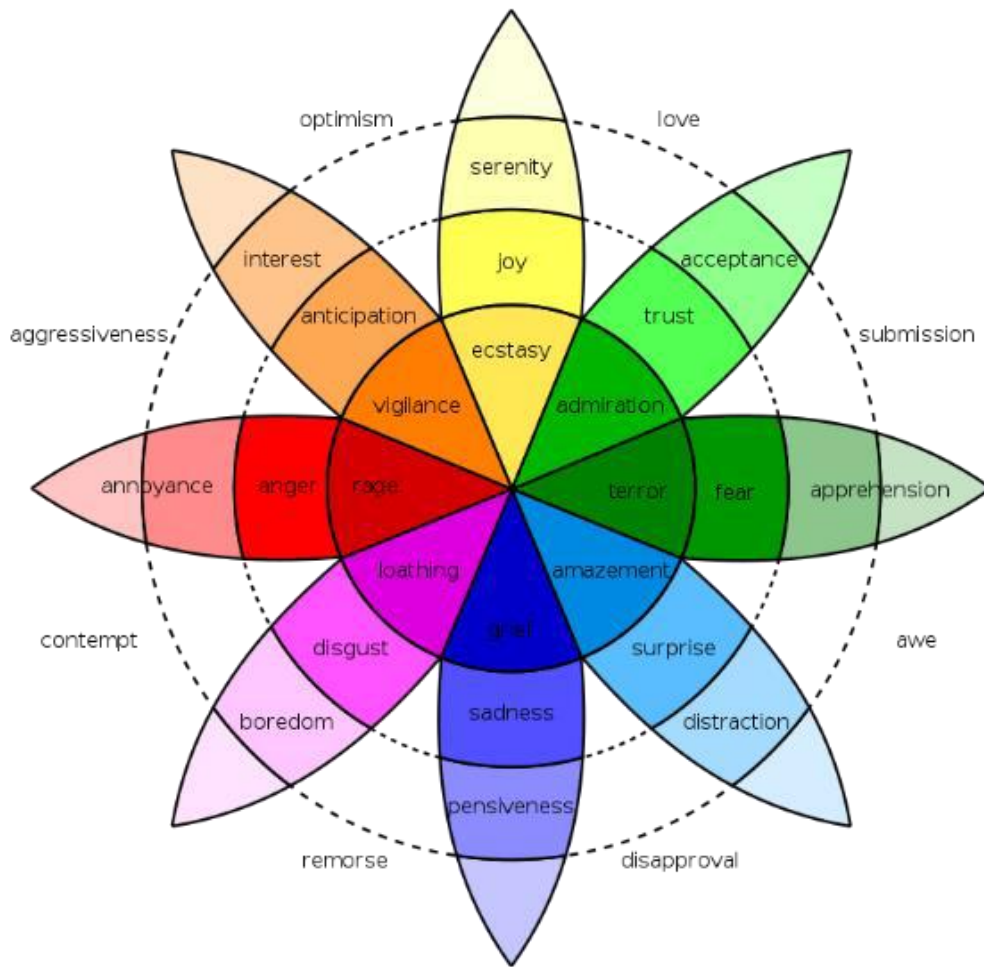 optimism
love
serenity
interest
joy
acceptance
anticipation
trust
aggressiveness
submission
ecstasy
vigilance
admiration
annoyance
anger
rage
terror
fear
apprehension
loathing
amazement
contempt
grief
awe
disgust
surprise
boredom
sadness
distraction
pensiveness
remorse
disapproval